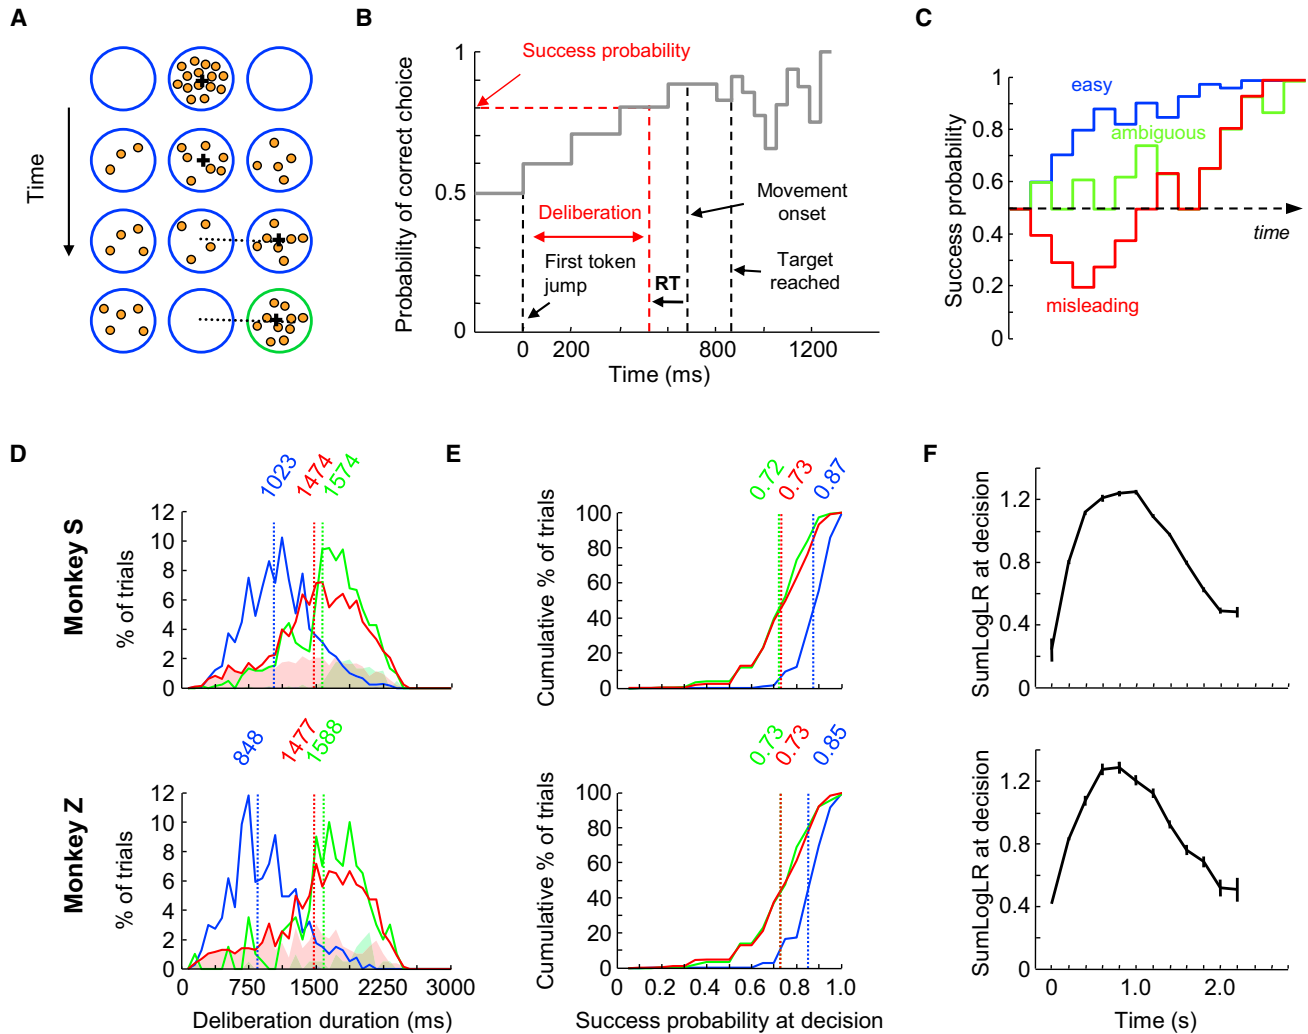 A
Time
B
Success probability
Probability of correct choice
1
0.5
0
Deliberation
First token
jump
RT
Movement
onset
Target
reached
0 200 800 1200
Time (ms)
C
Success probability
1
0.8
0.6
0.4
0.2
0
easy
ambiguous
misleading
time
D
Monkey S
1023
1474
1574
% of trials
12
10
8
6
4
2
0
Monkey Z
848
1477
1588
% of trials
12
10
8
6
4
2
0
0 750 1500 2250 3000
Deliberation duration (ms)
E
0.72
0.73
0.87
Cumulative % of trials
100
80
60
40
20
0
0.73
0.73
0.85
Cumulative % of trials
100
80
60
40
20
0
0 0.2 0.4 0.6 0.8 1.0
Success probability at decision
F
SumLogLR at decision
1.2
0.8
0.4
0
SumLogLR at decision
1.2
0.8
0.4
0
0 1.0 2.0
Time (s)